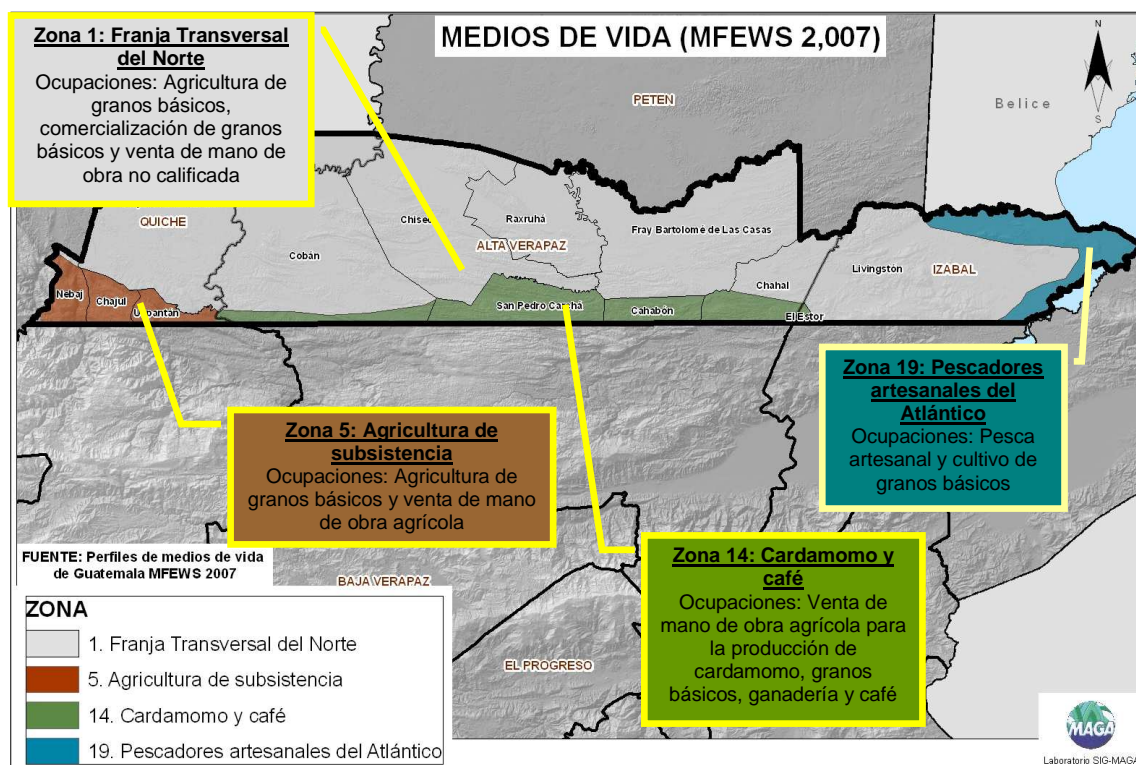 MEDIOS DE VIDA (MFEWS 2,007)
Zona 1: Franja Transversal
del Norte
Ocupaciones: Agricultura de
granos básicos,
comercialización de granos
básicos y venta de mano de
obra no calificada
N
S
PETEN
Belice
QUICHE
Chisec
Raxruhá
ALTA VERAPAZ
Fray Bartolomé de Las Casas
Cobán
Livingstón
IZABAL
Chahal
Nebaj
Chajul
San Pedro Carchá
Cahabón
El Estor
Zona 19: Pescadores
artesanales del
Atlántico
Ocupaciones: Pesca
artesanal y cultivo de
granos básicos
Zona 5: Agricultura de
subsistencia
Ocupaciones: Agricultura de
granos básicos y venta de mano
de obra agrícola
Zona 14: Cardamomo y
café
Ocupaciones: Venta de
mano de obra agrícola para
la producción de
cardamomo, granos
básicos, ganadería y café
FUENTE: Perfiles de medios de vida
de Guatemala MFEWS 2007
BAJA VERAPAZ
EL PROGRESO
ZONA
1. Franja Transversal del Norte
5. Agricultura de subsistencia
14. Cardamomo y café
19. Pescadores artesanales del Atlántico
MAGA
Laboratorio SIG-MAGA